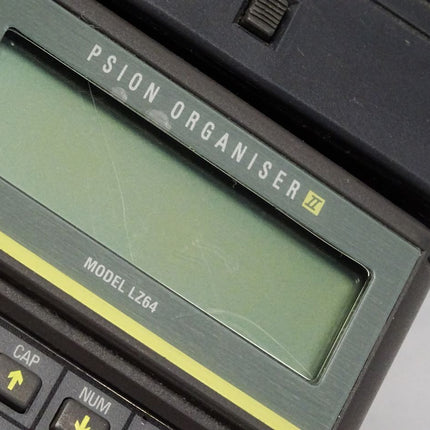 PSION ORGANISER II
MODEL LZ64
CAP
NUM